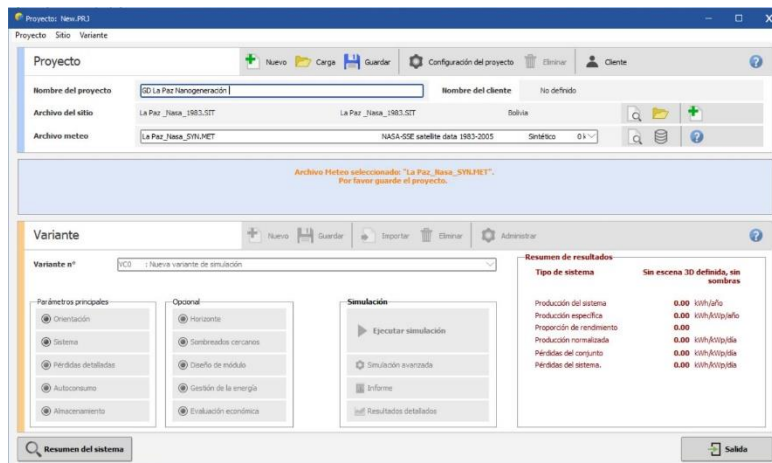 Proyecto: New.PRJ
Proyecto Sitio Variante
Proyecto Nuevo Carga Guardar Configuración del proyecto Eliminar Cliente
Nombre del proyecto GD La Paz Nanogeneración Nombre del cliente No definido
Archivo del sitio La Paz _Nasa_1983.SIT La Paz _Nasa_1983.SIT Bolivia
Archivo meteo La Paz_Nasa_SYN.MET NASA-SSE satellite data 1983-2005 Sintético 0 k
Archivo Meteo seleccionado: "La Paz_Nasa_SYN.MET".
Por favor guarde el proyecto.
Variante Nuevo Guardar Importar Eliminar Administrar
Variante n° VC0 : Nueva variante de simulación
Resumen de resultados
Tipo de sistema Sin escena 3D definida, sin
sombras
Producción del sistema 0.00 kWh/año
Producción específica 0.00 kWh/kWp/año
Proporción de rendimiento 0.00
Producción normalizada 0.00 kWh/kWp/día
Pérdidas del conjunto 0.00 kWh/kWp/día
Pérdidas del sistema. 0.00 kWh/kWp/día
Parámetros principales
Orientación
Sistema
Pérdidas detalladas
Autoconsumo
Almacenamiento
Opcional
Horizonte
Sombreados cercanos
Diseño de módulo
Gestión de la energía
Evaluación económica
Simulación
Ejecutar simulación
Simulación avanzada
Informe
Resultados detallados
Resumen del sistema
Salida